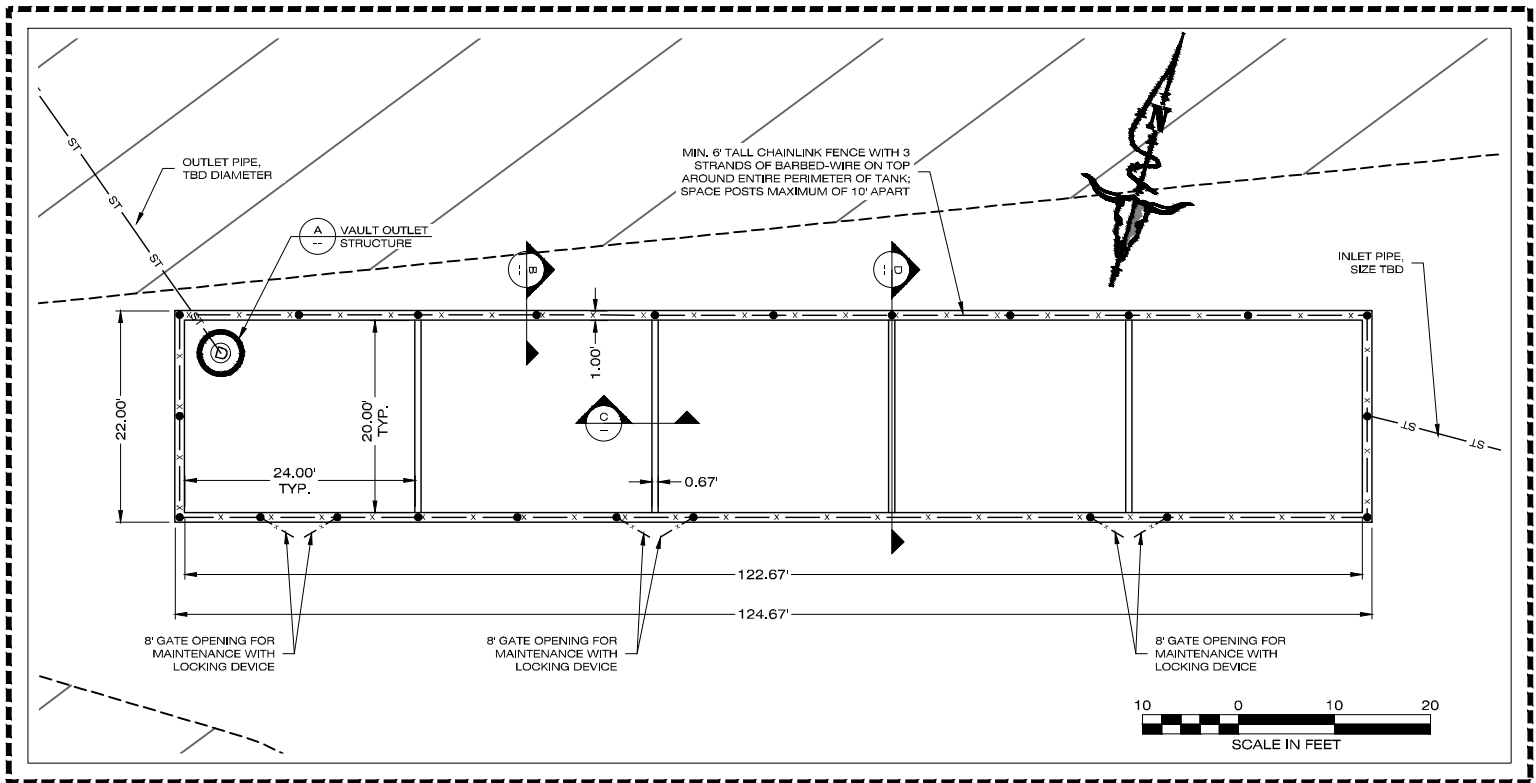 ST
ST
ST
ST
OUTLET PIPE,
TBD DIAMETER
A
--
VAULT OUTLET
STRUCTURE
MIN. 6' TALL CHAINLINK FENCE WITH 3
STRANDS OF BARBED-WIRE ON TOP
AROUND ENTIRE PERIMETER OF TANK;
SPACE POSTS MAXIMUM OF 10' APART
N
B
--
D
--
INLET PIPE,
SIZE TBD
ST
ST
D
1.00'
22.00'
20.00'
TYP.
C
--
24.00'
TYP.
0.67'
122.67'
124.67'
8' GATE OPENING FOR
MAINTENANCE WITH
LOCKING DEVICE
8' GATE OPENING FOR
MAINTENANCE WITH
LOCKING DEVICE
8' GATE OPENING FOR
MAINTENANCE WITH
LOCKING DEVICE
10 0 10 20
SCALE IN FEET